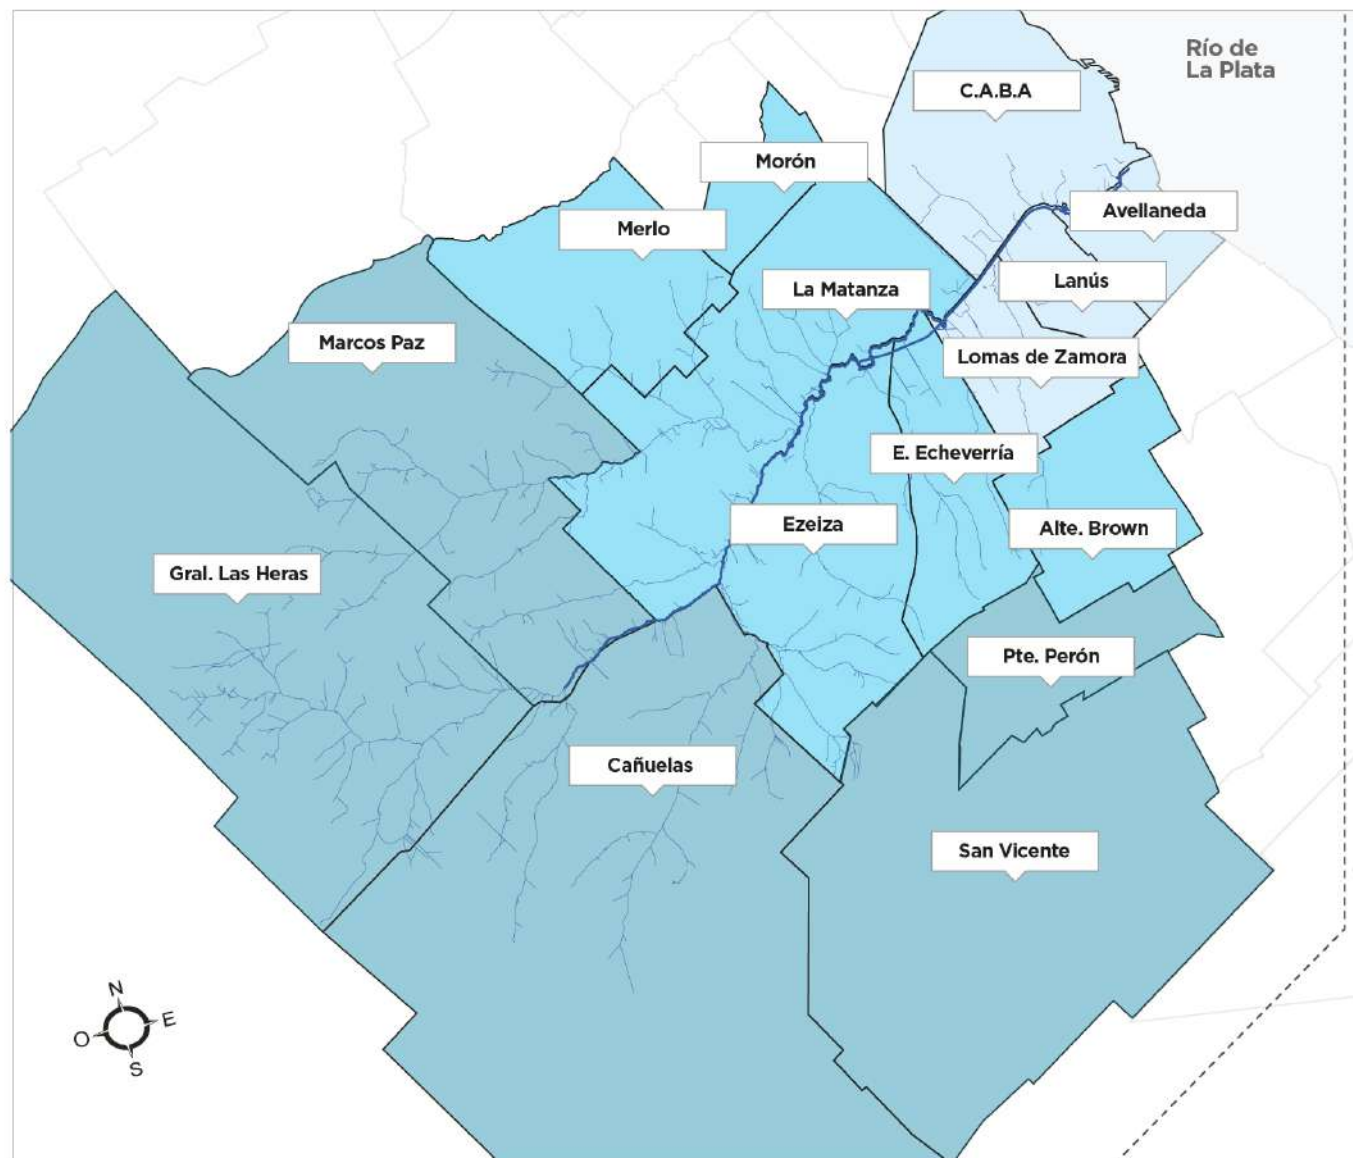 Río de
La Plata
C.A.B.A
Morón
Avellaneda
Merlo
Lanús
La Matanza
Marcos Paz
Lomas de Zamora
E. Echeverría
Ezeiza
Alte. Brown
Gral. Las Heras
Pte. Perón
Cañuelas
San Vicente
N
E
O
S